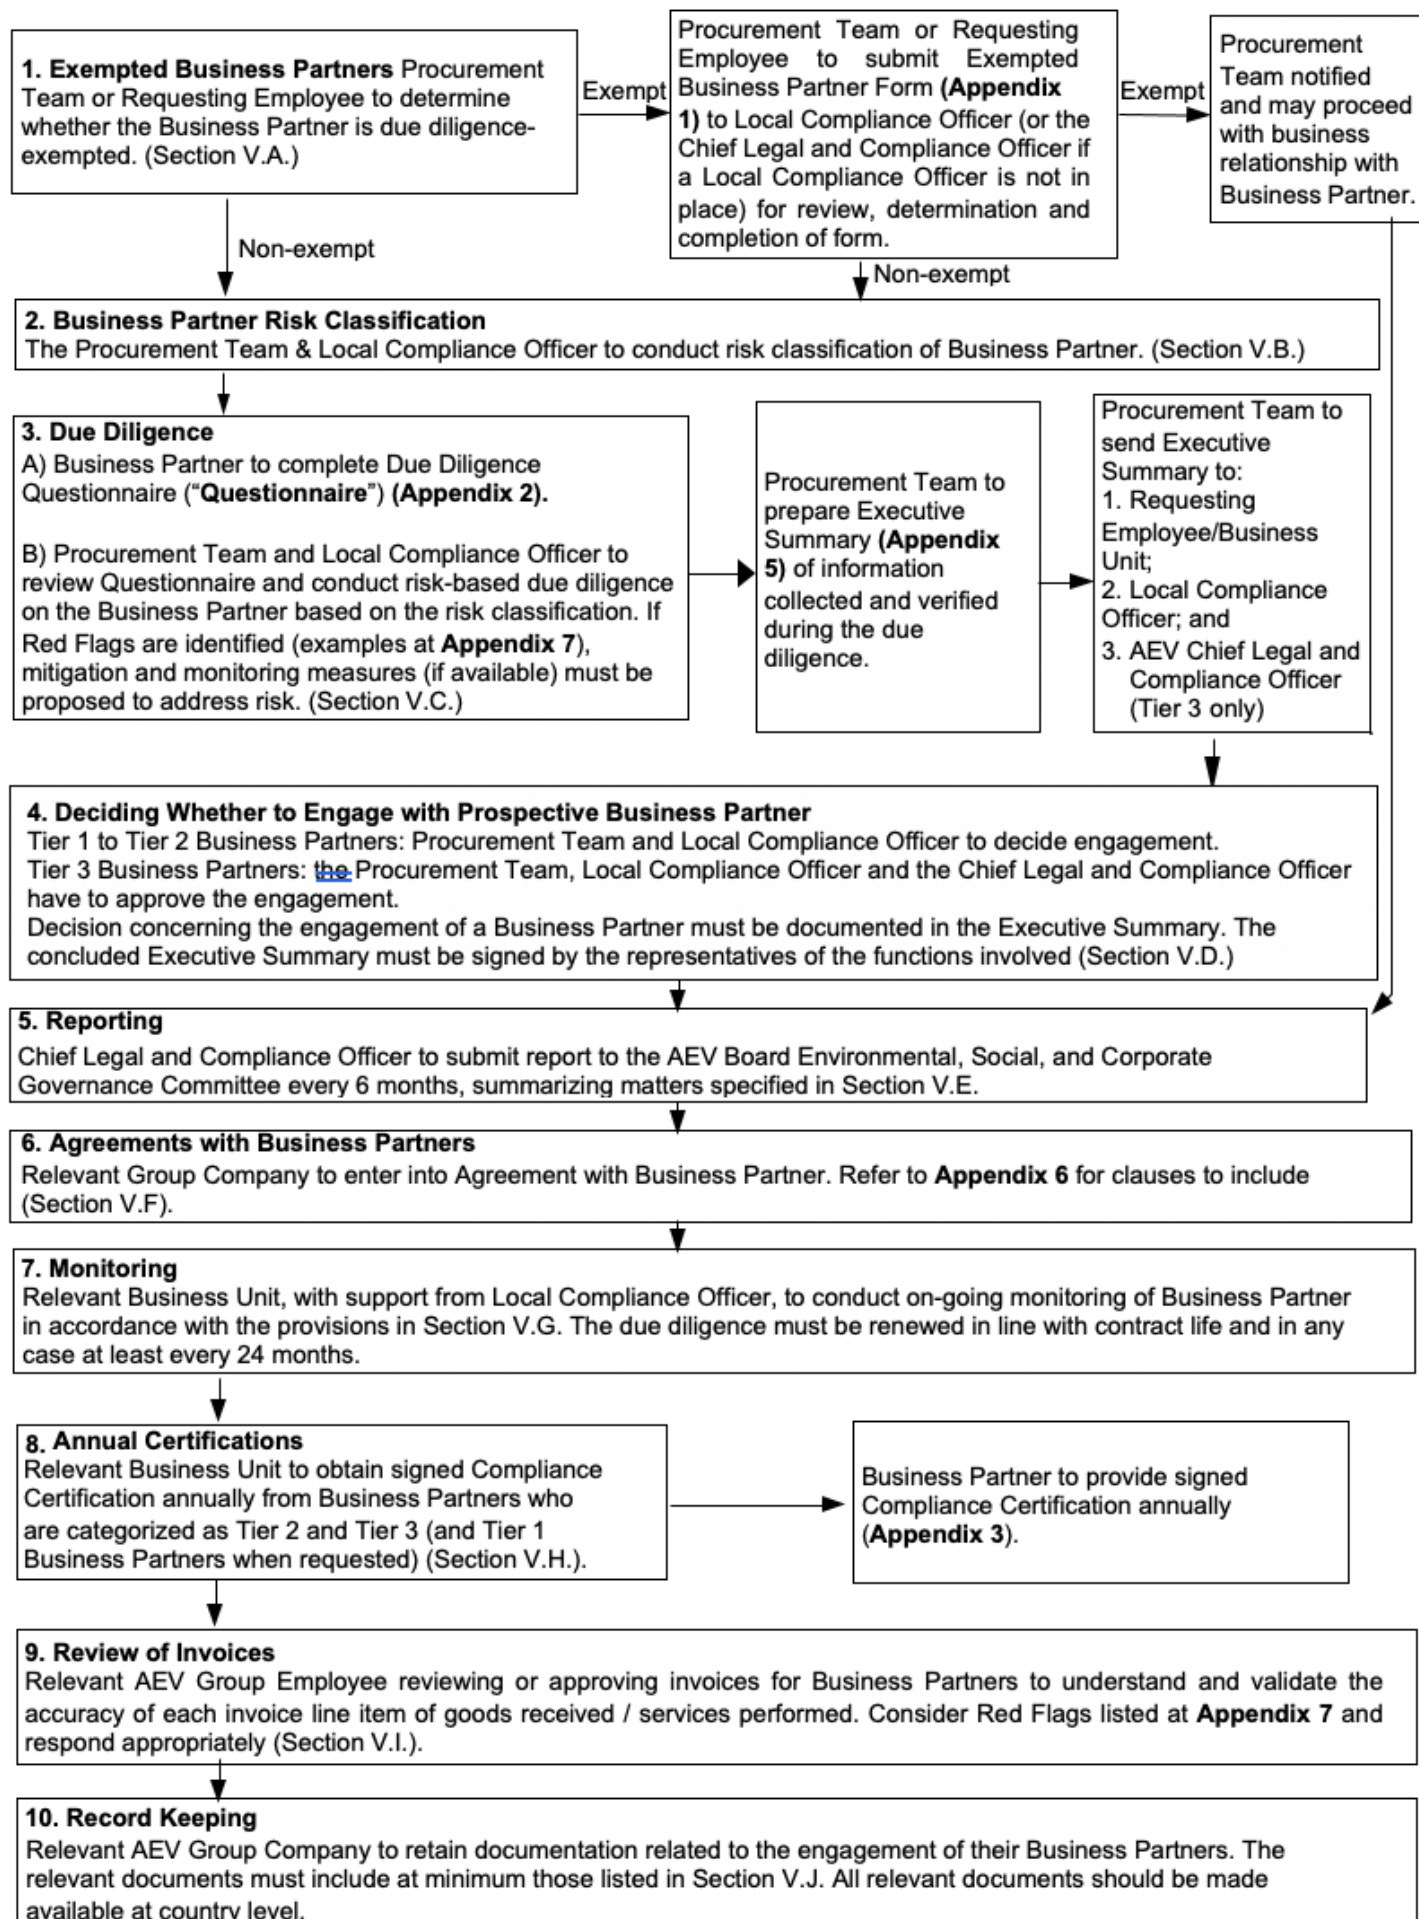 1. Exempted Business Partners Procurement
Team or Requesting Employee to determine
whether the Business Partner is due diligence-
exempted. (Section V.A.)
Exempt
Procurement Team or Requesting
Employee to submit Exempted
Business Partner Form (Appendix
1) to Local Compliance Officer (or the
Chief Legal and Compliance Officer if
a Local Compliance Officer is not in
place) for review, determination and
completion of form.
Exempt
Procurement
Team notified
and may proceed
with business
relationship with
Business Partner.
Non-exempt
Non-exempt
2. Business Partner Risk Classification
The Procurement Team & Local Compliance Officer to conduct risk classification of Business Partner. (Section V.B.)
3. Due Diligence
A) Business Partner to complete Due Diligence
Questionnaire (“Questionnaire”) (Appendix 2).
B) Procurement Team and Local Compliance Officer to
review Questionnaire and conduct risk-based due diligence
on the Business Partner based on the risk classification. If
Red Flags are identified (examples at Appendix 7),
mitigation and monitoring measures (if available) must be
proposed to address risk. (Section V.C.)
Procurement Team to
prepare Executive
Summary (Appendix
5) of information
collected and verified
during the due
diligence.
Procurement Team to
send Executive
Summary to:
1. Requesting
Employee/Business
Unit;
2. Local Compliance
Officer; and
3. AEV Chief Legal and
Compliance Officer
(Tier 3 only)
4. Deciding Whether to Engage with Prospective Business Partner
Tier 1 to Tier 2 Business Partners: Procurement Team and Local Compliance Officer to decide engagement.
Tier 3 Business Partners: the Procurement Team, Local Compliance Officer and the Chief Legal and Compliance Officer
have to approve the engagement.
Decision concerning the engagement of a Business Partner must be documented in the Executive Summary. The
concluded Executive Summary must be signed by the representatives of the functions involved (Section V.D.)
5. Reporting
Chief Legal and Compliance Officer to submit report to the AEV Board Environmental, Social, and Corporate
Governance Committee every 6 months, summarizing matters specified in Section V.E.
6. Agreements with Business Partners
Relevant Group Company to enter into Agreement with Business Partner. Refer to Appendix 6 for clauses to include
(Section V.F).
7. Monitoring
Relevant Business Unit, with support from Local Compliance Officer, to conduct on-going monitoring of Business Partner
in accordance with the provisions in Section V.G. The due diligence must be renewed in line with contract life and in any
case at least every 24 months.
8. Annual Certifications
Relevant Business Unit to obtain signed Compliance
Certification annually from Business Partners who
are categorized as Tier 2 and Tier 3 (and Tier 1
Business Partners when requested) (Section V.H.).
Business Partner to provide signed
Compliance Certification annually
(Appendix 3).
9. Review of Invoices
Relevant AEV Group Employee reviewing or approving invoices for Business Partners to understand and validate the
accuracy of each invoice line item of goods received / services performed. Consider Red Flags listed at Appendix 7 and
respond appropriately (Section V.I.).
10. Record Keeping
Relevant AEV Group Company to retain documentation related to the engagement of their Business Partners. The
relevant documents must include at minimum those listed in Section V.J. All relevant documents should be made
available at country level.